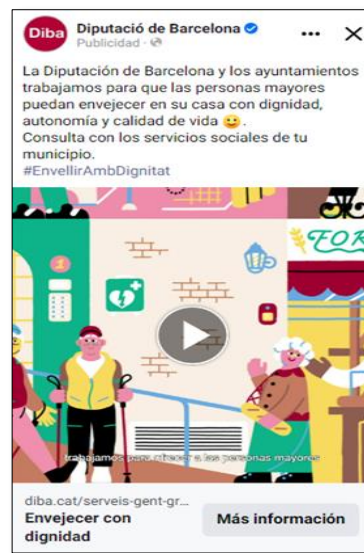 Diba
Diputació de Barcelona
Publicidad ·
La Diputación de Barcelona y los ayuntamientos
trabajamos para que las personas mayores
puedan envejecer en su casa con dignidad,
autonomía y calidad de vida 😀.
Consulta con los servicios sociales de tu
municipio.
#EnvellirAmbDignitat
FOR
1
trabajamos para ofrecer a las personas mayores
diba.cat/serveis-gent-gr...
Envejecer con
dignidad
Más información